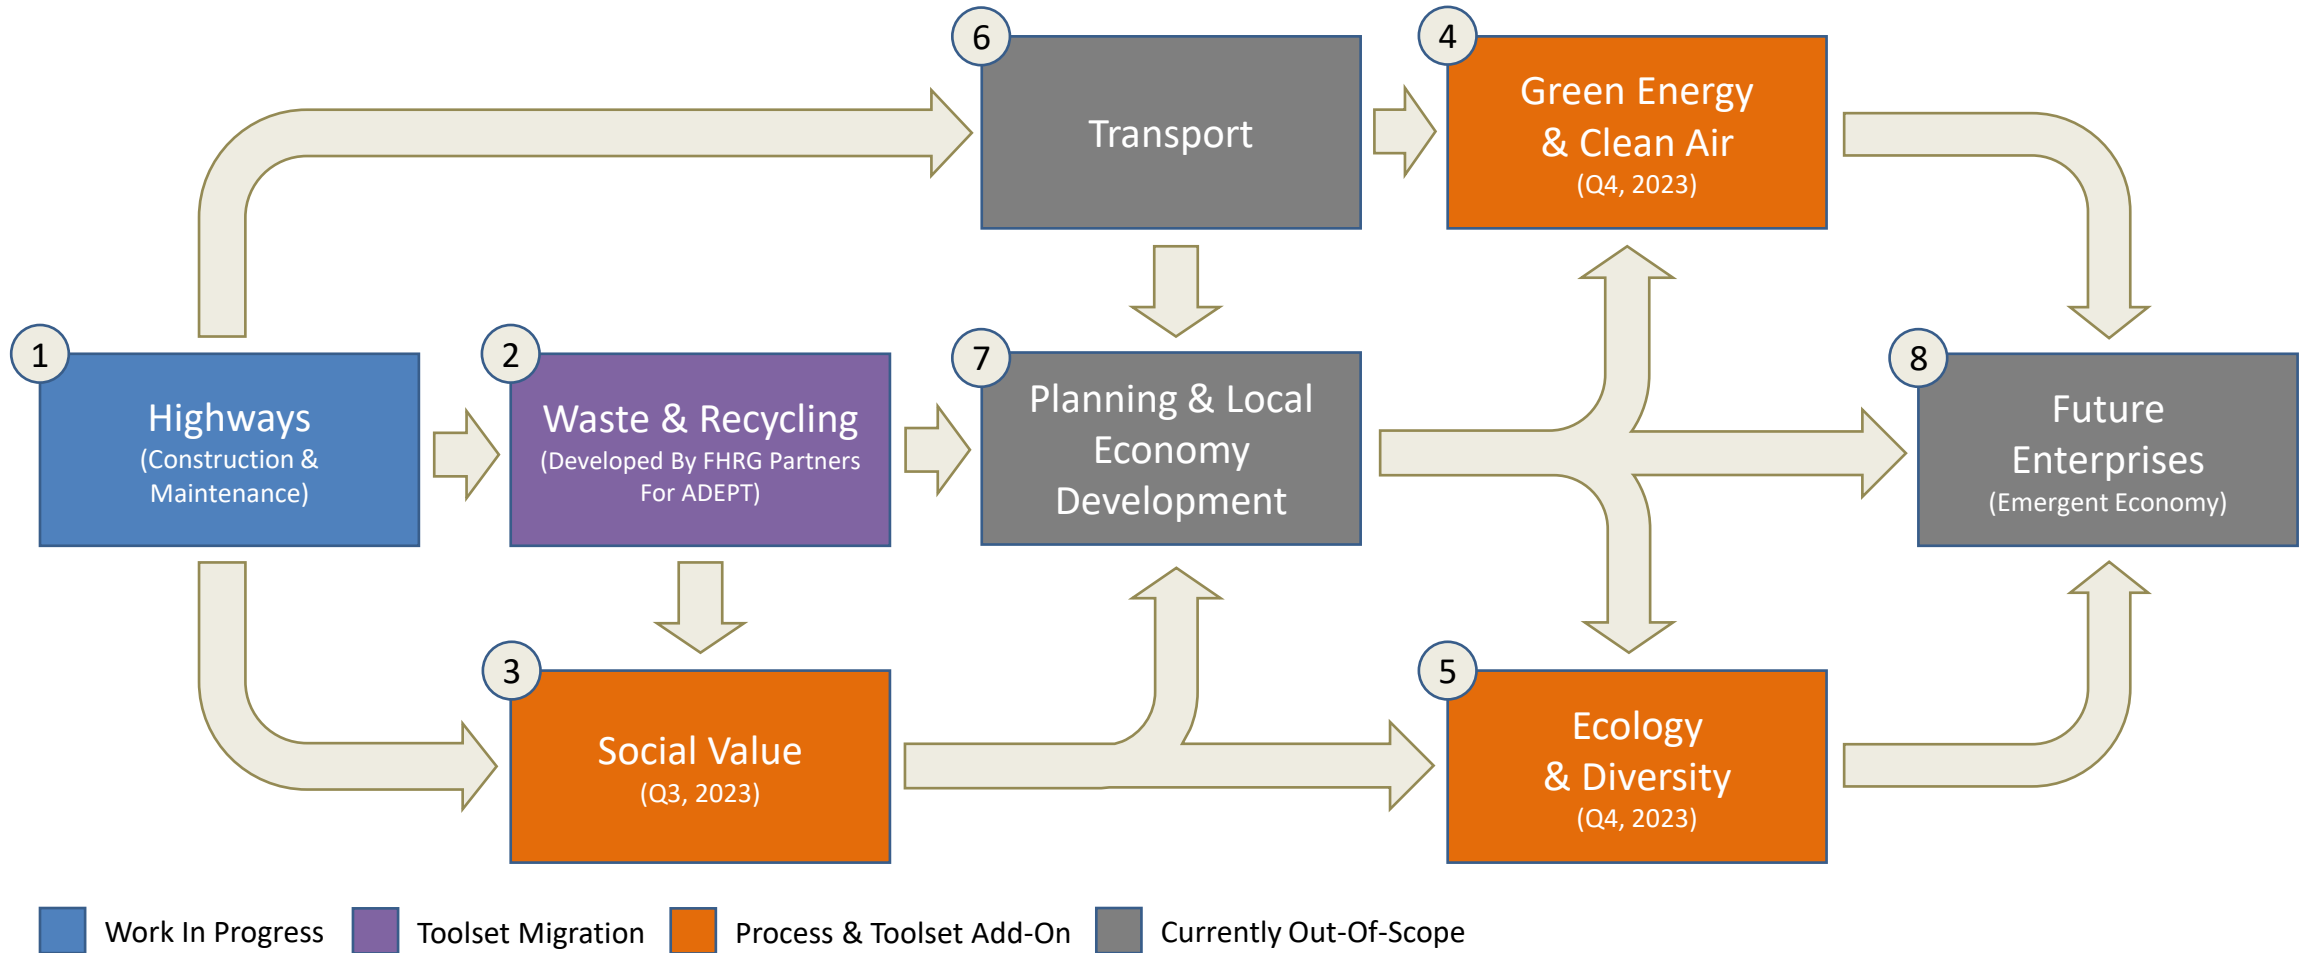 6
Transport
4
Green Energy
& Clean Air
(Q4, 2023)
1
Highways
(Construction &
Maintenance)
2
Waste & Recycling
(Developed By FHRG Partners
For ADEPT)
7
Planning & Local
Economy
Development
8
Future
Enterprises
(Emergent Economy)
3
Social Value
(Q3, 2023)
5
Ecology
& Diversity
(Q4, 2023)
Work In Progress
Toolset Migration
Process & Toolset Add-On
Currently Out-Of-Scope